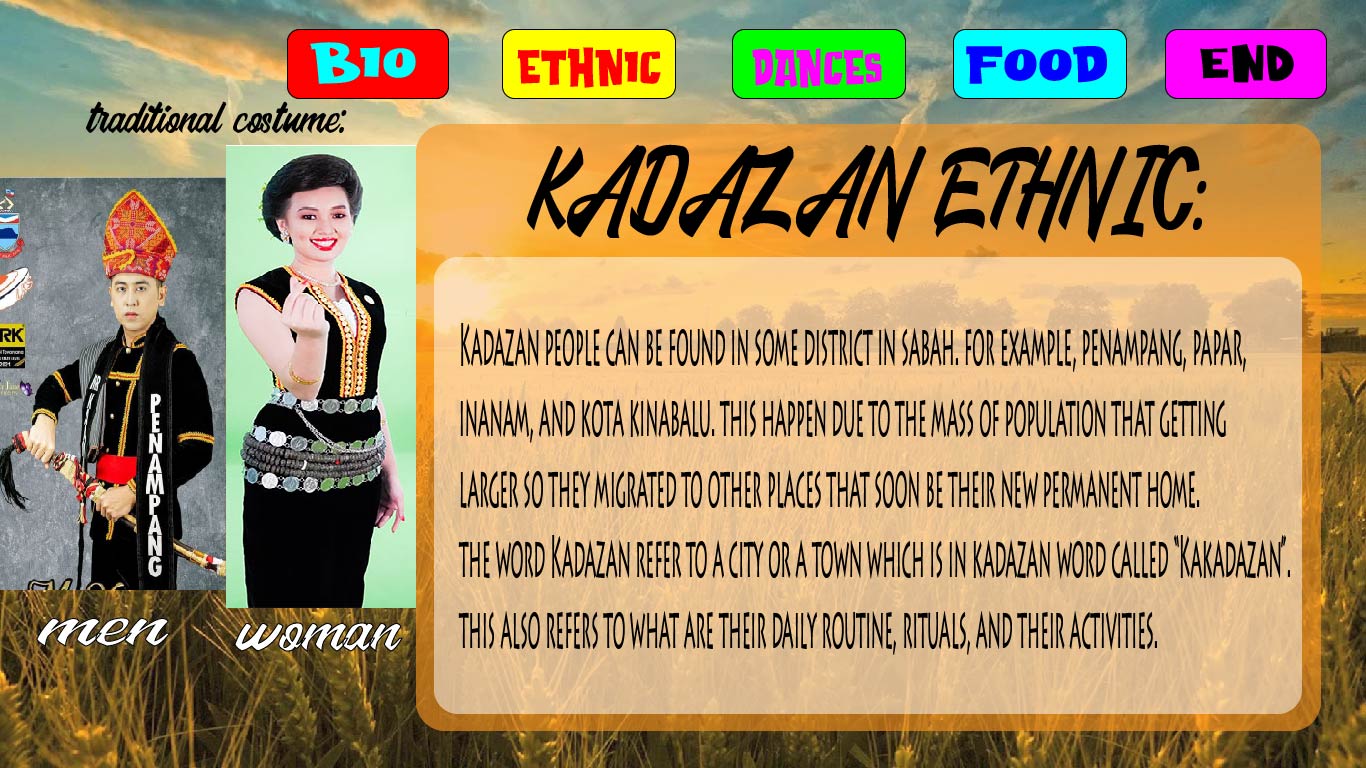 BIO
ETHNIC
DANCES
FOOD
END
traditional costume:
KADAZAN ETHNIC:
KADAZAN PEOPLE CAN BE FOUND IN SOME DISTRICT IN SABAH. FOR EXAMPLE, PENAMPANG, PAPAR,
INANAM, AND KOTA KINABALU. THIS HAPPEN DUE TO THE MASS OF POPULATION THAT GETTING
LARGER SO THEY MIGRATED TO OTHER PLACES THAT SOON BE THEIR NEW PERMANENT HOME.
THE WORD KADAZAN REFER TO A CITY OR A TOWN WHICH IS IN KADAZAN WORD CALLED “KAKADAZAN”.
THIS ALSO REFERS TO WHAT ARE THEIR DAILY ROUTINE, RITUALS, AND THEIR ACTIVITIES.
RK
PENAMPANG
men
woman